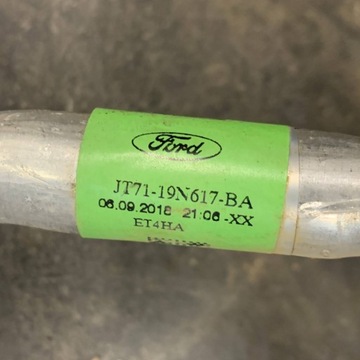 Ford
JT71-19N617-BA
06.09.2018 21:06 -XX
ET4HA